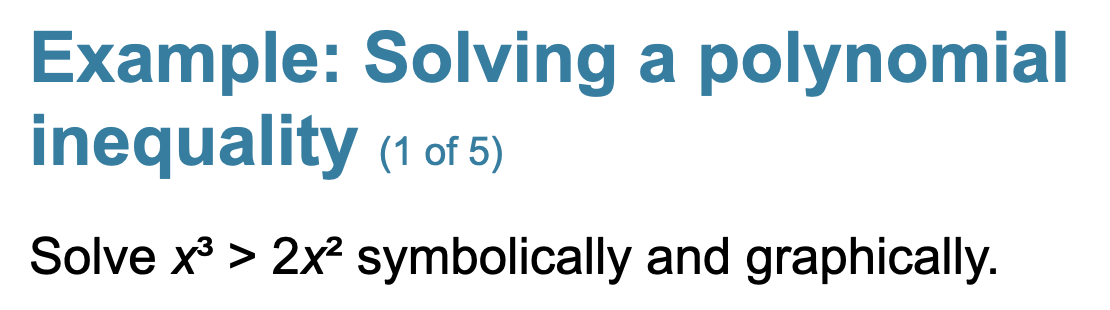 Example: Solving a polynomial
inequality (1 of 5)
Solve x³ > 2x² symbolically and graphically.